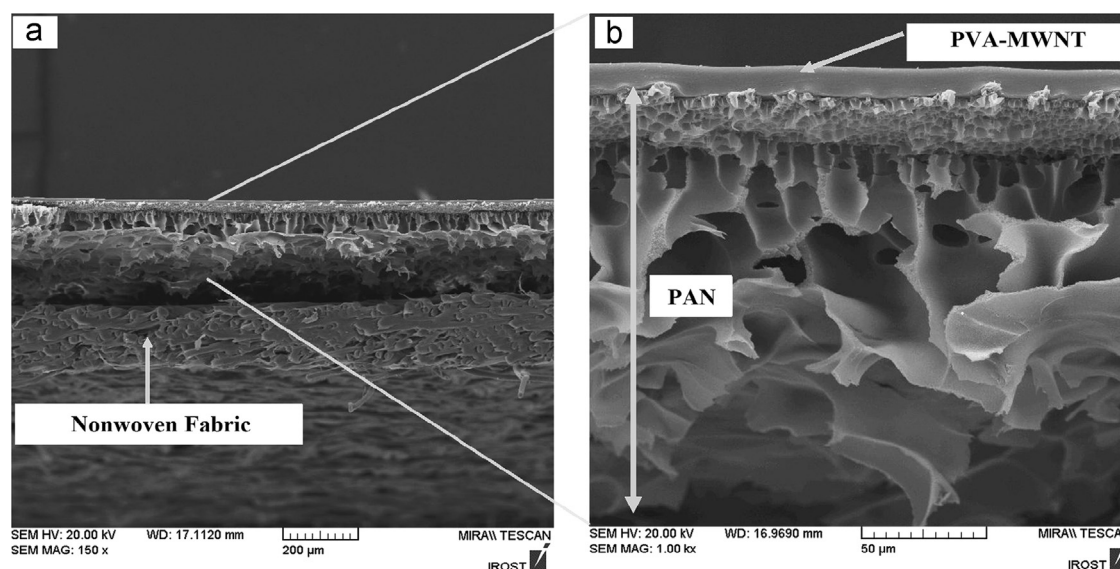 a
Nonwoven Fabric
SEM HV: 20.00 kV WD: 17.1120 mm MIRA\\ TESCAN
SEM MAG: 150 x 200 µm
IROST
b
PVA-MWNT
PAN
SEM HV: 20.00 kV WD: 16.9690 mm MIRA\\ TESCAN
SEM MAG: 1.00 kx 50 µm
IROST